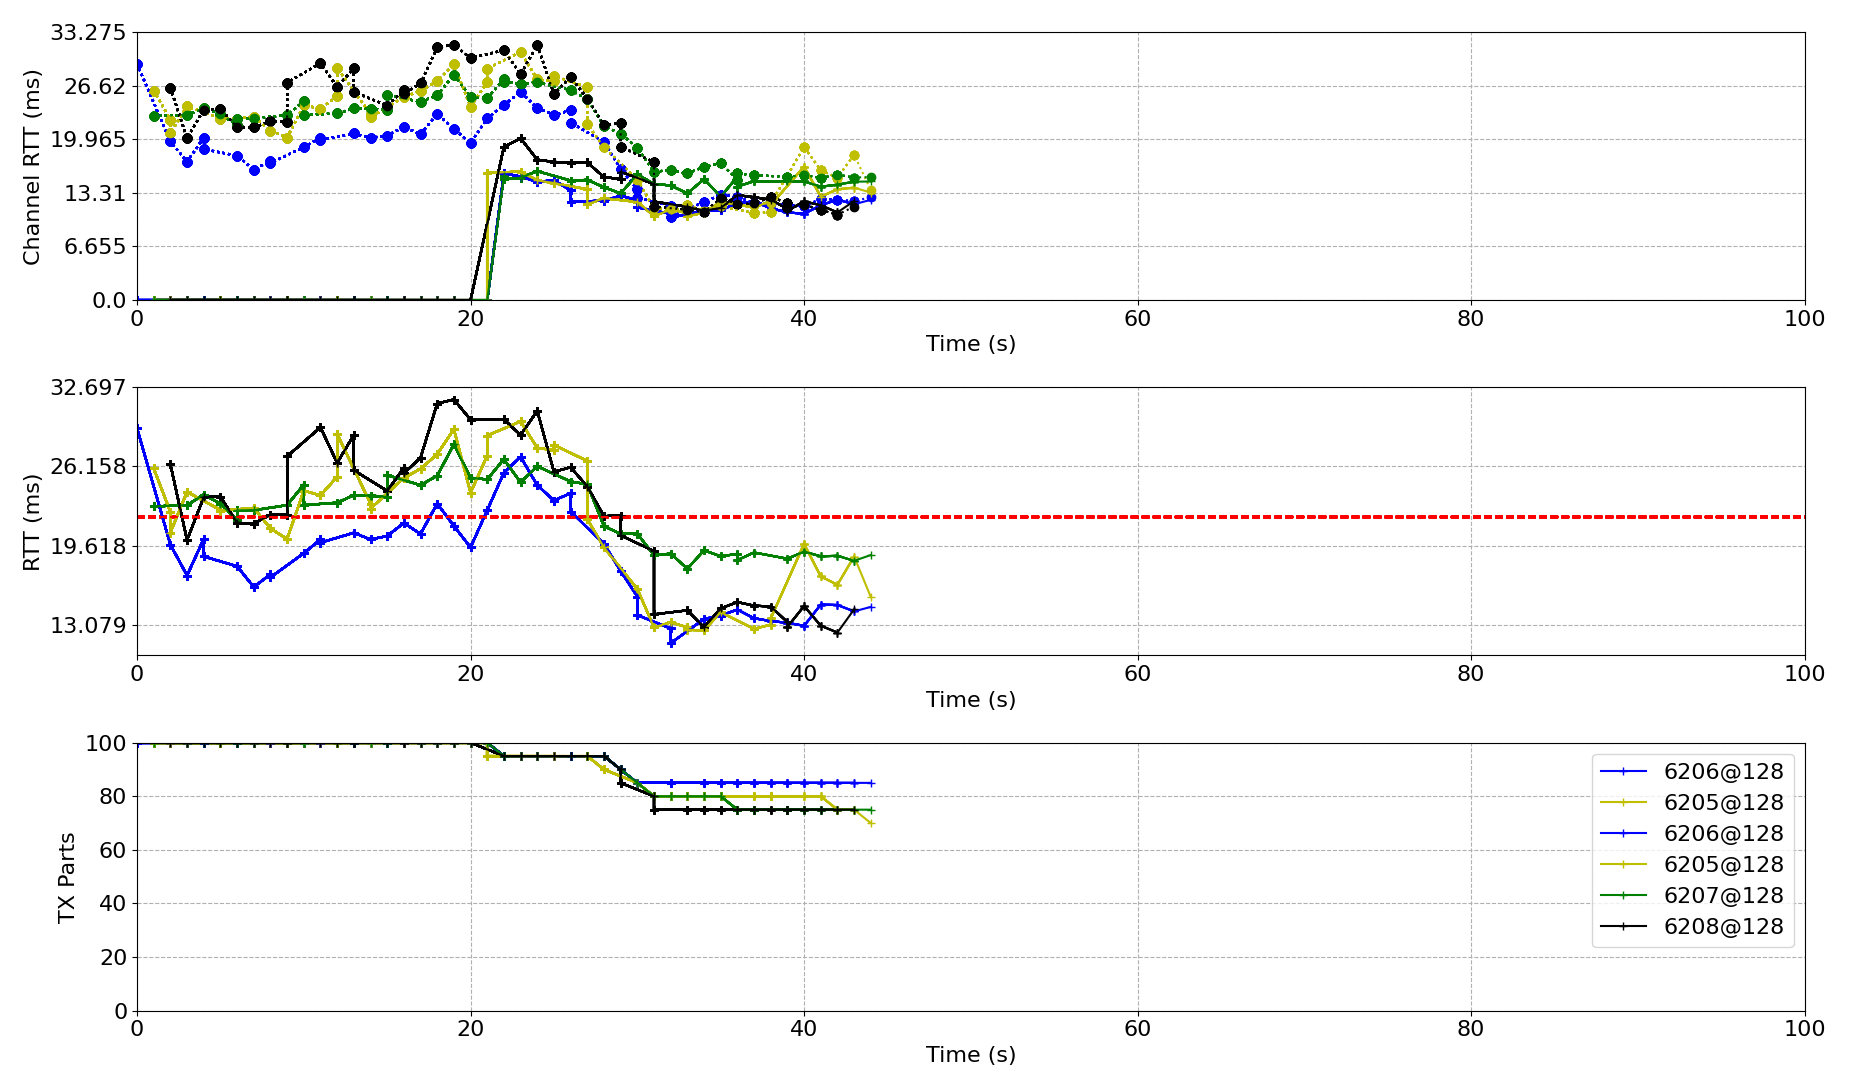 33.275
26.62
19.965
13.31
6.655
0.0
Channel RTT (ms)
0 20 40 60 80 100
Time (s)
32.697
26.158
19.618
13.079
RTT (ms)
0 20 40 60 80 100
Time (s)
100
80
60
40
20
0
TX Parts
6206@128
6205@128
6206@128
6205@128
6207@128
6208@128
0 20 40 60 80 100
Time (s)